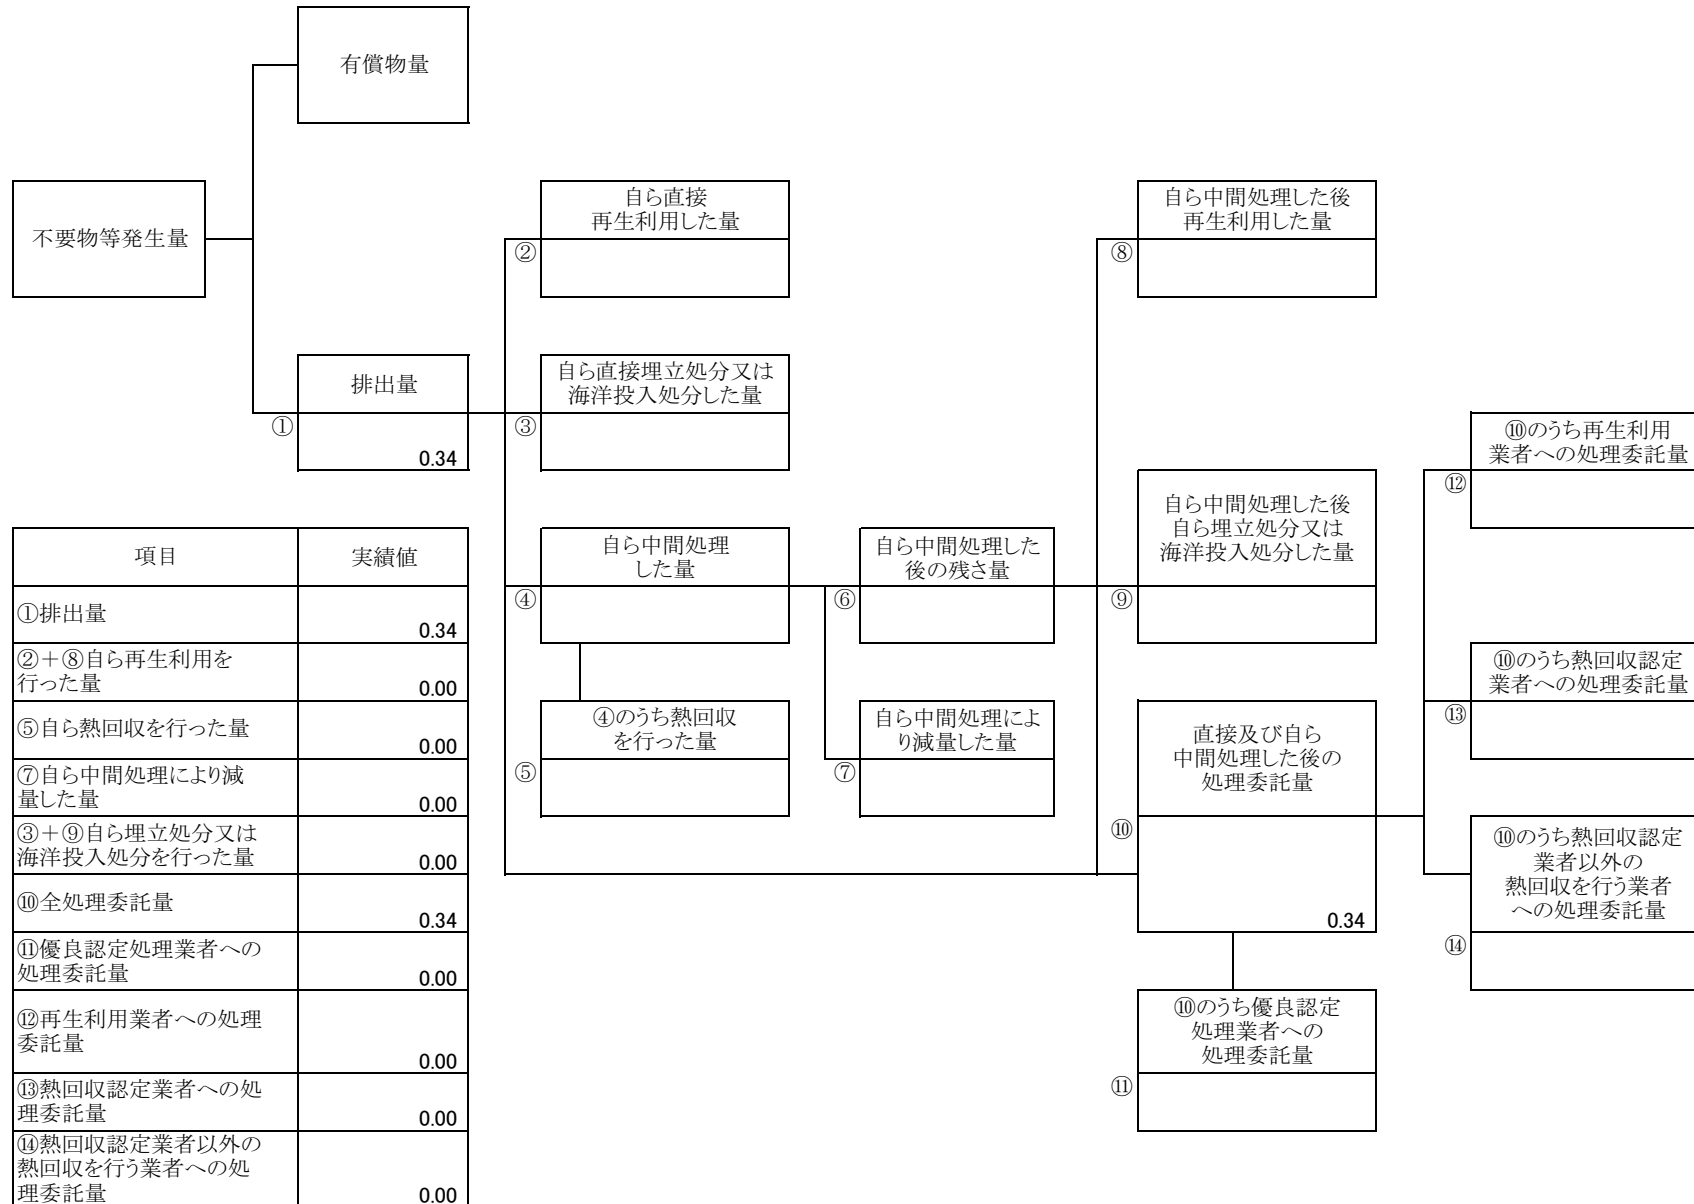 有償物量
不要物等発生量
自ら直接
再生利用した量
②
自ら中間処理した後
再生利用した量
⑧
排出量
①
0.34
自ら直接埋立処分又は
海洋投入処分した量
③
⑩のうち再生利用
業者への処理委託量
⑫
自ら中間処理
した量
④
自ら中間処理した
後の残さ量
⑥
自ら中間処理した後
自ら埋立処分又は
海洋投入処分した量
⑨
⑩のうち熱回収認定
業者への処理委託量
⑬
④のうち熱回収
を行った量
⑤
自ら中間処理によ
り減量した量
⑦
直接及び自ら
中間処理した後の
処理委託量
⑩
0.34
⑩のうち熱回収認定
業者以外の
熱回収を行う業者
への処理委託量
⑭
⑩のうち優良認定
処理業者への
処理委託量
⑪
項目 実績値
①排出量
0.34
②+⑧自ら再生利用を
行った量
0.00
⑤自ら熱回収を行った量
0.00
⑦自ら中間処理により減
量した量
0.00
③+⑨自ら埋立処分又は
海洋投入処分を行った量
0.00
⑩全処理委託量
0.34
⑪優良認定処理業者への
処理委託量
0.00
⑫再生利用業者への処理
委託量
0.00
⑬熱回収認定業者への処
理委託量
0.00
⑭熱回収認定業者以外の
熱回収を行う業者への処
理委託量
0.00